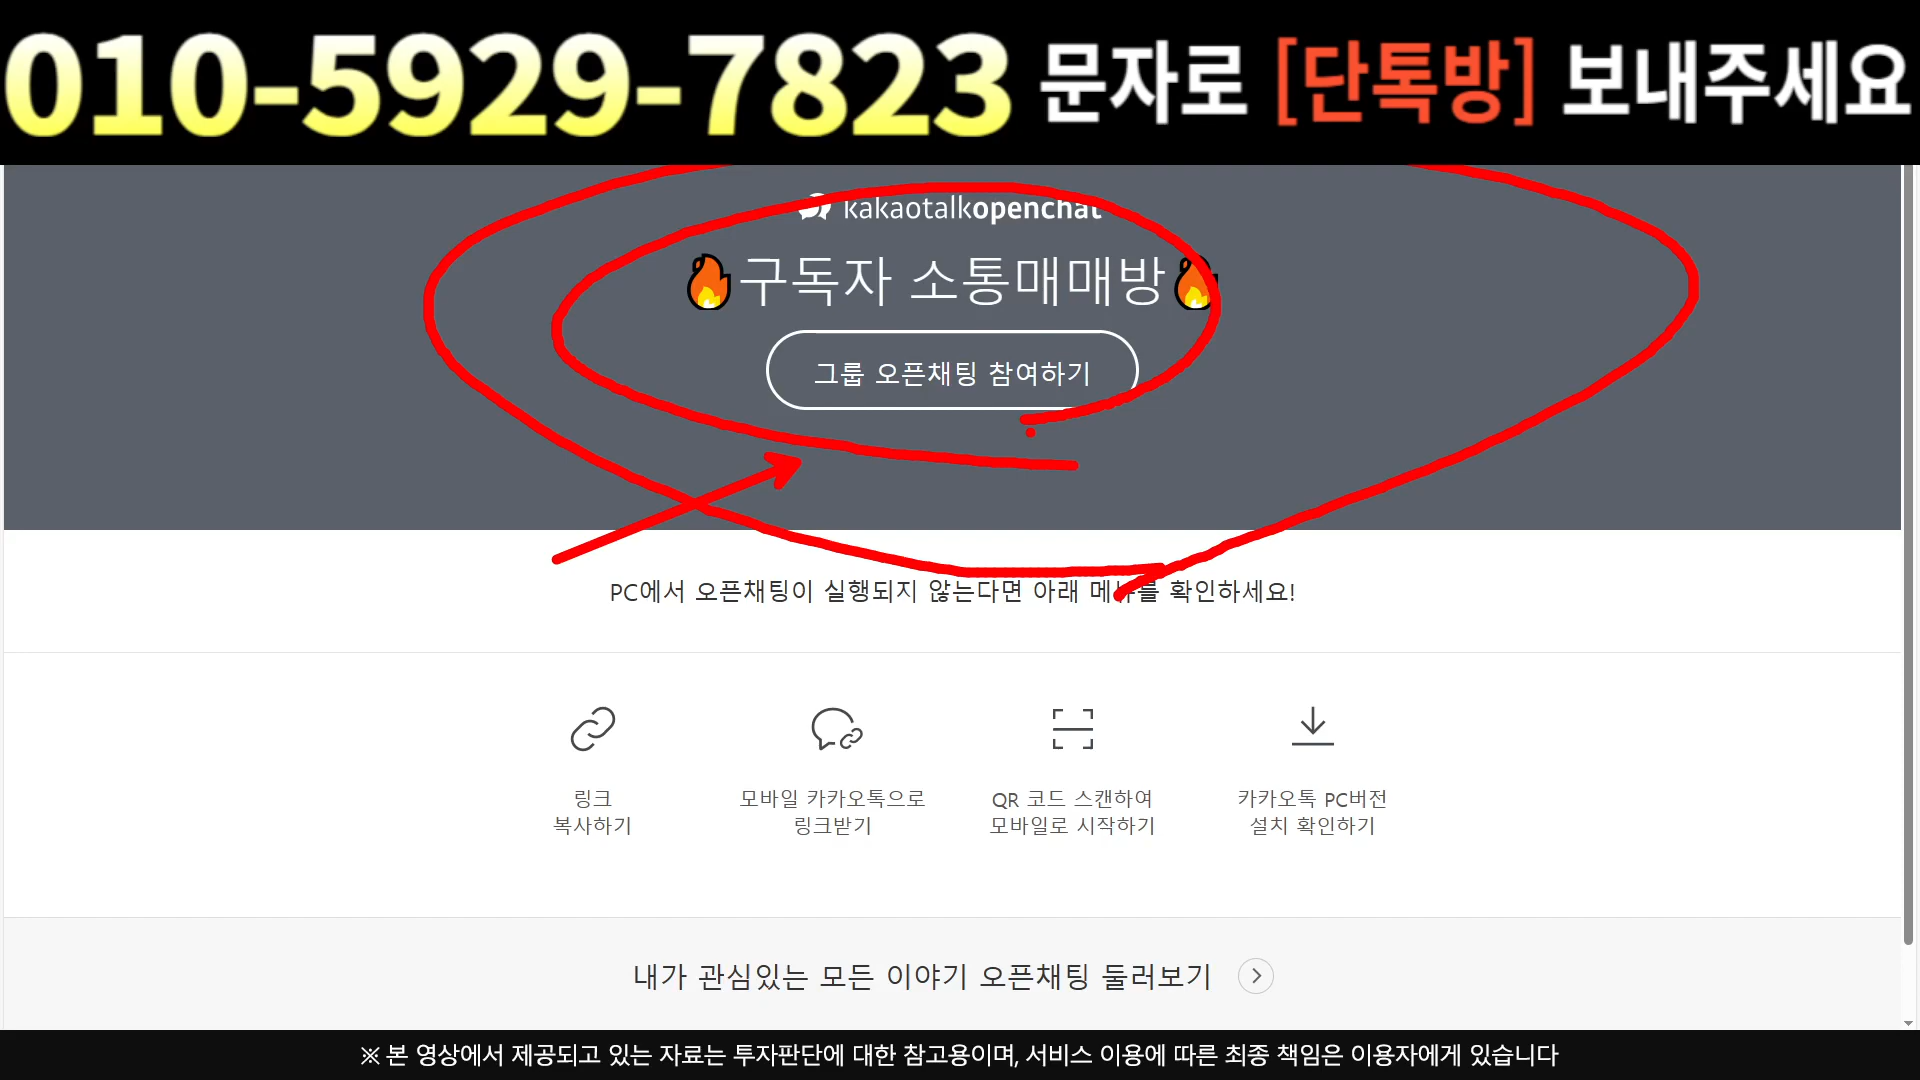 010-5929-7823 문자로 [단톡방] 보내주세요
kakaotalkopenchat
🔥구독자 소통매매방🔥
그룹 오픈채팅 참여하기
PC에서 오픈채팅이 실행되지 않는다면 아래 메뉴를 확인하세요!
링크
복사하기
모바일 카카오톡으로
링크받기
QR 코드 스캔하여
모바일로 시작하기
카카오톡 PC버전
설치 확인하기
내가 관심있는 모든 이야기 오픈채팅 둘러보기
※ 본 영상에서 제공되고 있는 자료는 투자판단에 대한 참고용이며, 서비스 이용에 따른 최종 책임은 이용자에게 있습니다